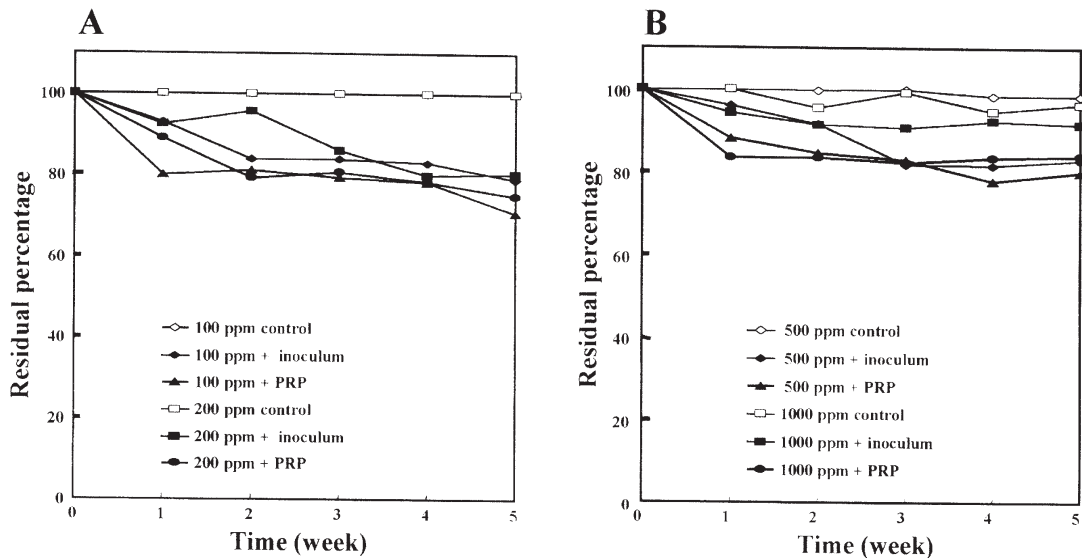 A
Residual percentage
100
80
60
40
20
0
100 ppm control
100 ppm + inoculum
100 ppm + PRP
200 ppm control
200 ppm + inoculum
200 ppm + PRP
0 1 2 3 4 5
Time (week)
B
Residual percentage
100
80
60
40
20
0
500 ppm control
500 ppm + inoculum
500 ppm + PRP
1000 ppm control
1000 ppm + inoculum
1000 ppm + PRP
0 1 2 3 4 5
Time (week)